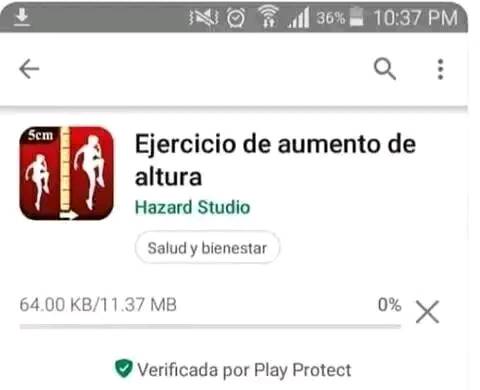 36% 10:37 PM
5cm
Ejercicio de aumento de
altura
Hazard Studio
Salud y bienestar
64.00 KB/11.37 MB 0%
Verificada por Play Protect